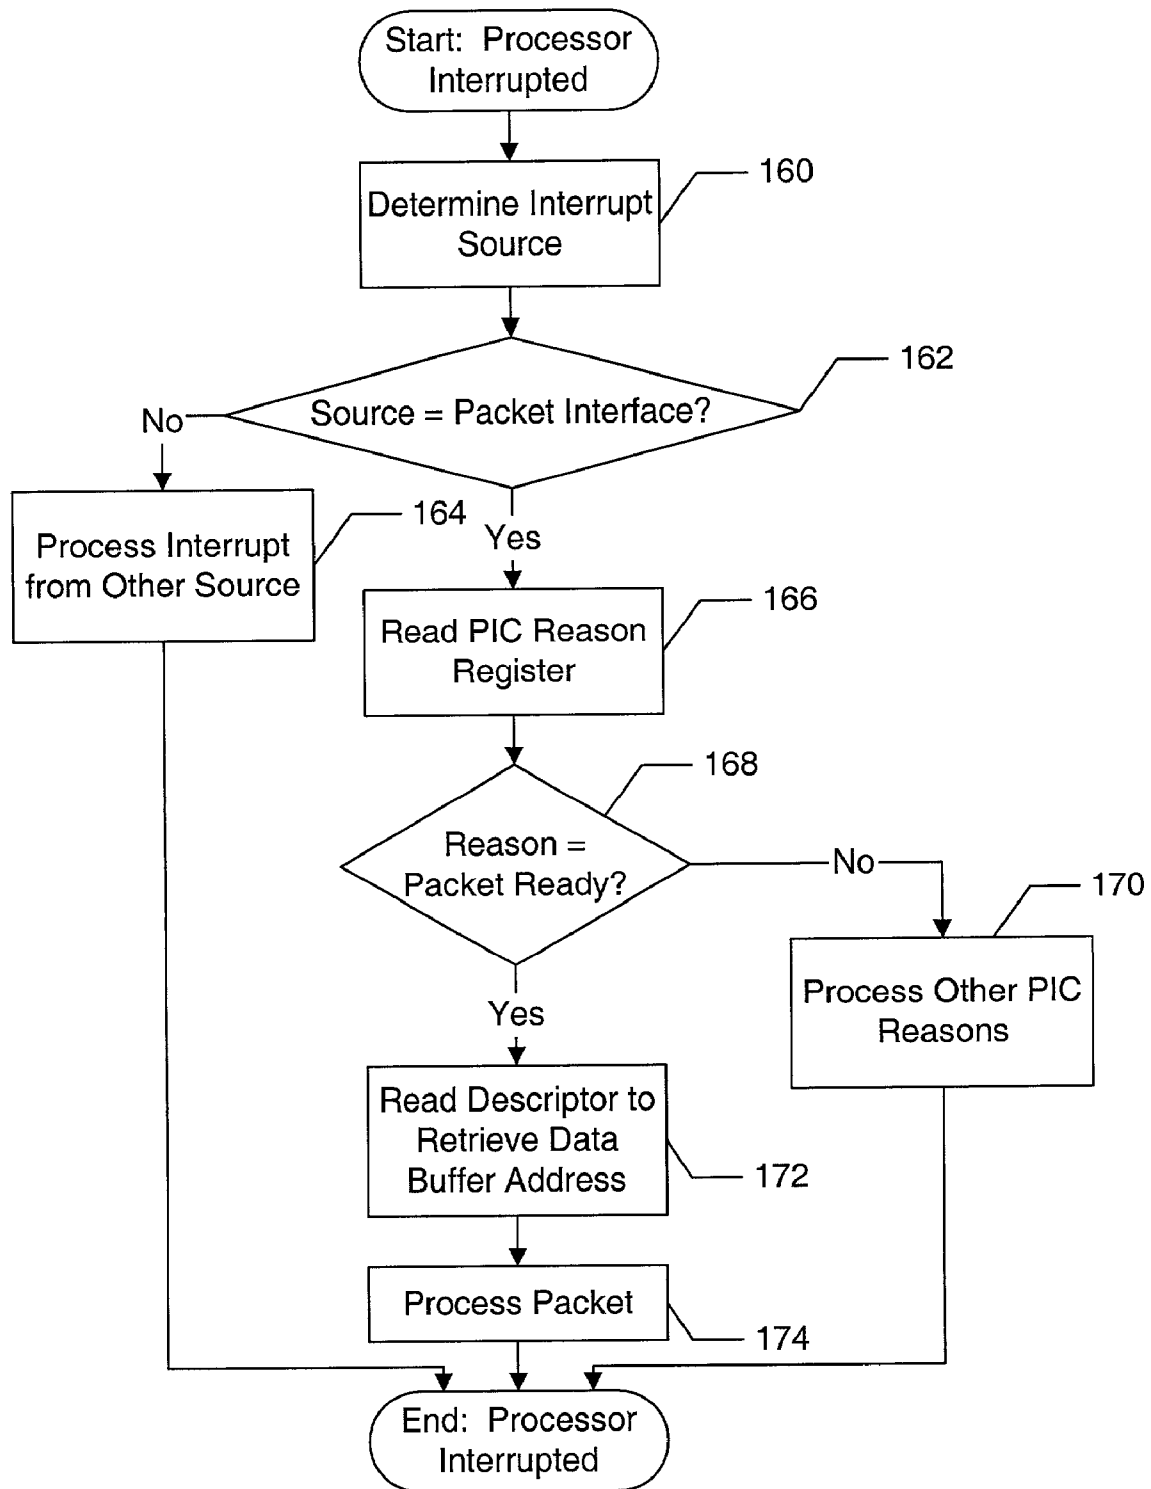 Start: Processor
Interrupted
160
Determine Interrupt
Source
162
Source = Packet Interface?
No
164
Yes
Process Interrupt
from Other Source
166
Read PIC Reason
Register
168
Reason =
Packet Ready?
No
170
Process Other PIC
Reasons
Yes
Read Descriptor to
Retrieve Data
Buffer Address
172
Process Packet
174
End: Processor
Interrupted